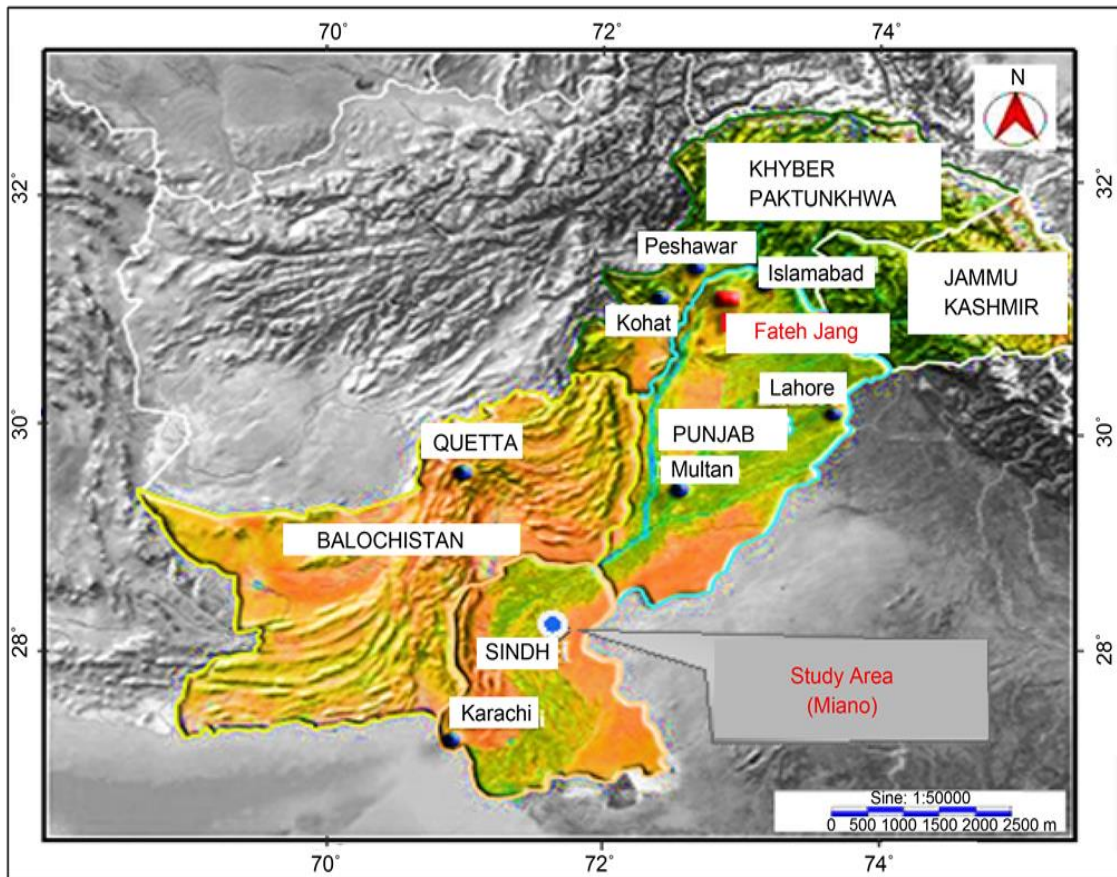 70°
72°
74°
N
32°
32°
KHYBER
PAKTUNKHWA
Peshawar
Islamabad
JAMMU
KASHMIR
Kohat
Fateh Jang
Lahore
30°
30°
QUETTA
PUNJAB
Multan
BALOCHISTAN
28°
28°
SINDH
Study Area
(Miano)
Karachi
Sine: 1:50000
0 500 1000 1500 2000 2500 m
70°
72°
74°